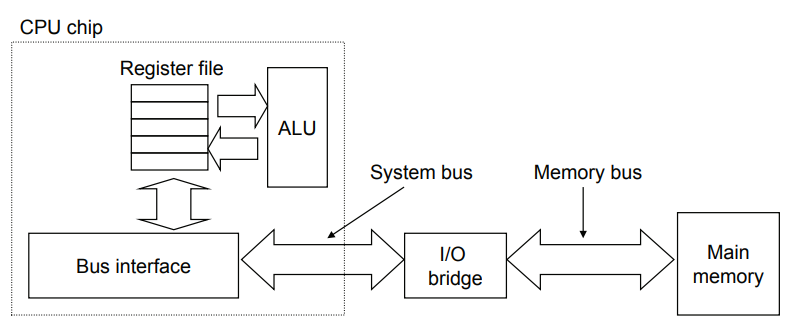 CPU chip
Register file
ALU
System bus
Memory bus
Bus interface
I/O
bridge
Main
memory